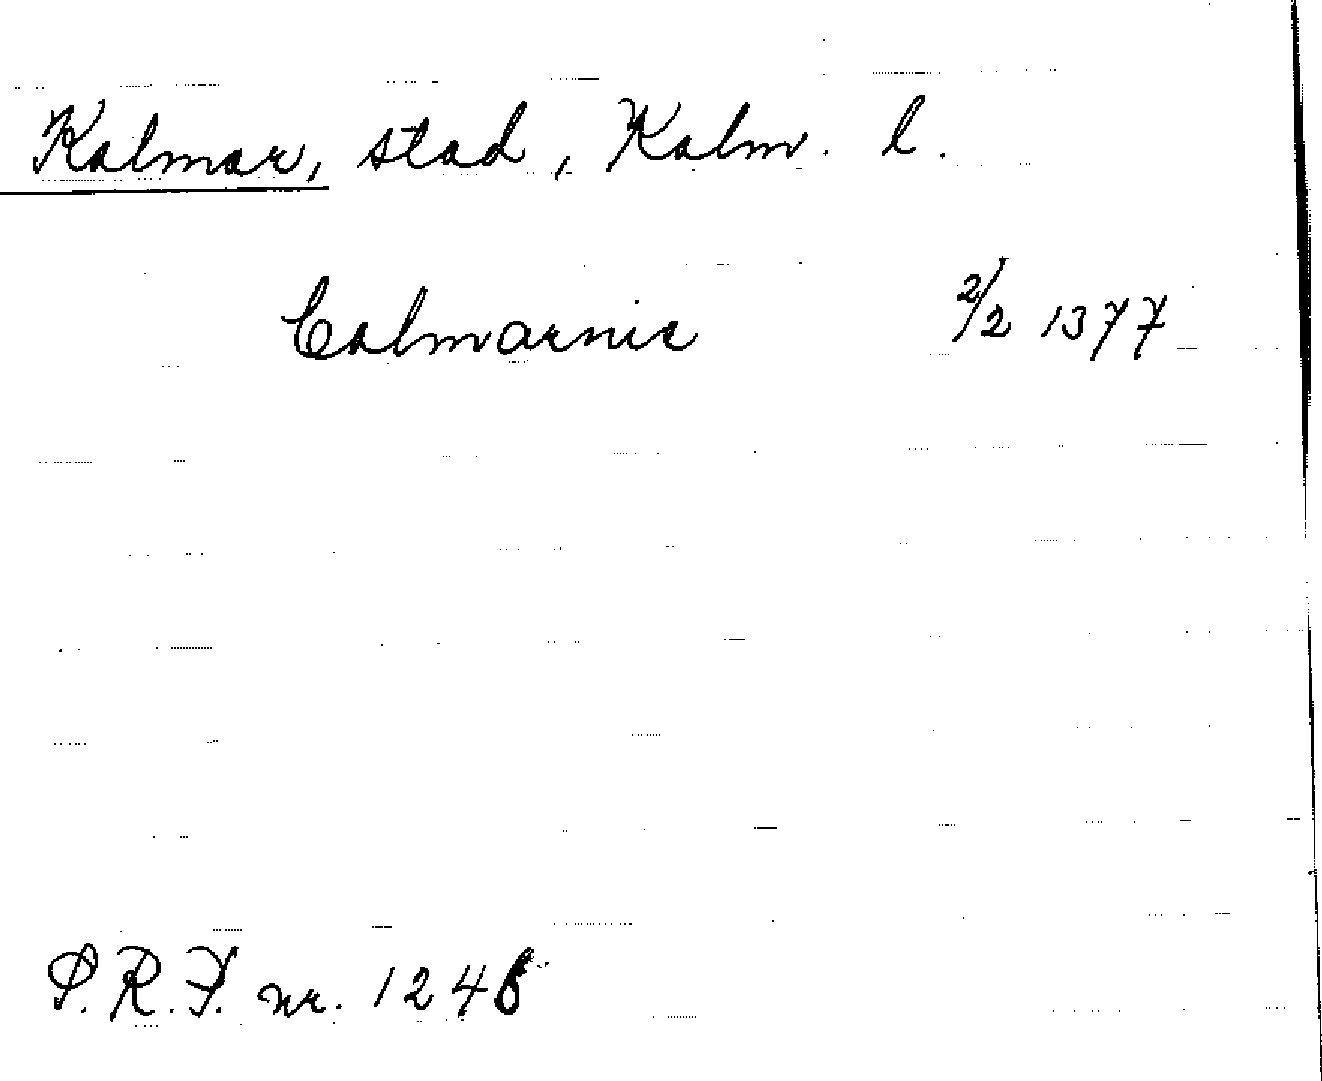 Kalmar, stad, Kalm. l.
Calmarnie 2/2 1377
P.R.F. nr. 1246